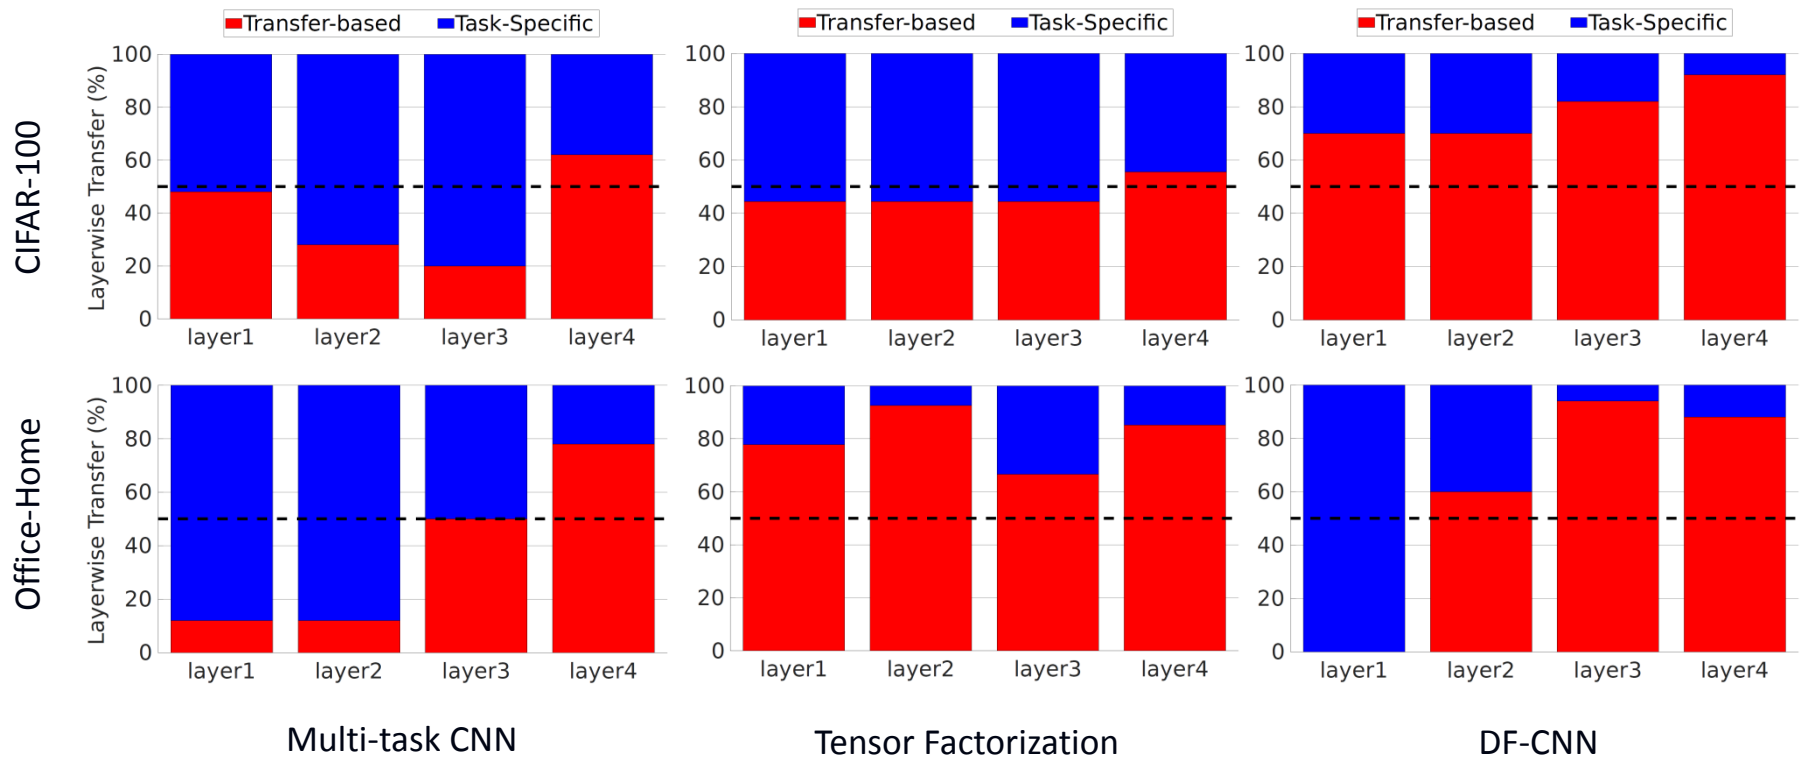 Transfer-based Task-Specific
Transfer-based Task-Specific
Transfer-based Task-Specific
CIFAR-100
Layerwise Transfer (%)
100
80
60
40
20
0
layer1 layer2 layer3 layer4
100
80
60
40
20
0
layer1 layer2 layer3 layer4
100
80
60
40
20
0
layer1 layer2 layer3 layer4
Office-Home
Layerwise Transfer (%)
100
80
60
40
20
0
layer1 layer2 layer3 layer4
100
80
60
40
20
0
layer1 layer2 layer3 layer4
100
80
60
40
20
0
layer1 layer2 layer3 layer4
Multi-task CNN
Tensor Factorization
DF-CNN